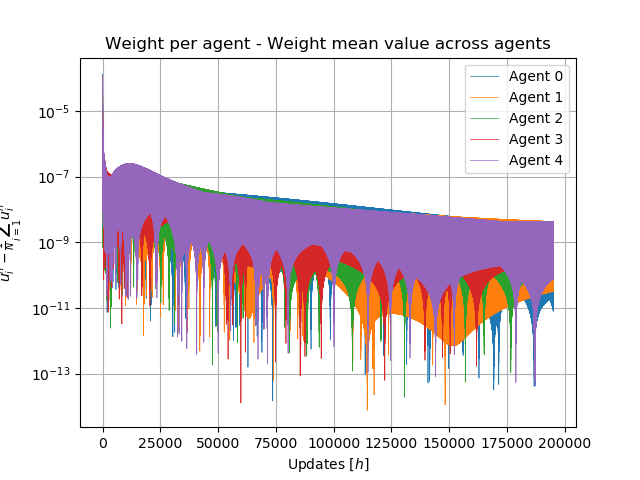 Weight per agent - Weight mean value across agents
Agent 0
Agent 1
Agent 2
Agent 3
Agent 4
10⁻⁵
10⁻⁷
10⁻⁹
10⁻¹¹
10⁻¹³
0 25000 50000 75000 100000 125000 150000 175000 200000
Updates [h]